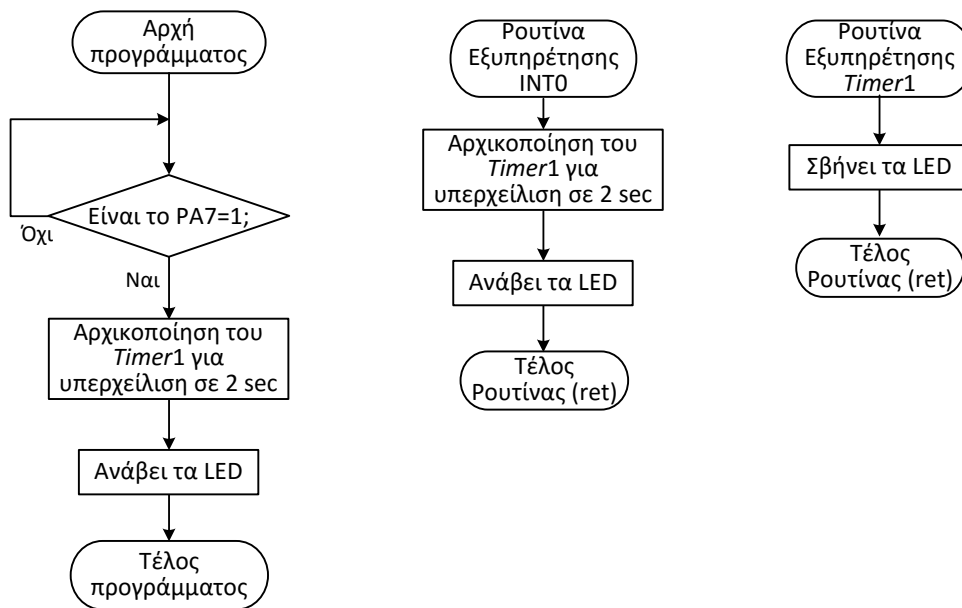 Αρχή
προγράμματος
Είναι το PA7=1;
Όχι
Ναι
Αρχικοποίηση του
Timer1 για
υπερχείλιση σε 2 sec
Ανάβει τα LED
Τέλος
προγράμματος
Ρουτίνα
Εξυπηρέτησης
INT0
Αρχικοποίηση του
Timer1 για
υπερχείλιση σε 2 sec
Ανάβει τα LED
Τέλος
Ρουτίνας (ret)
Ρουτίνα
Εξυπηρέτησης
Timer1
Σβήνει τα LED
Τέλος
Ρουτίνας (ret)